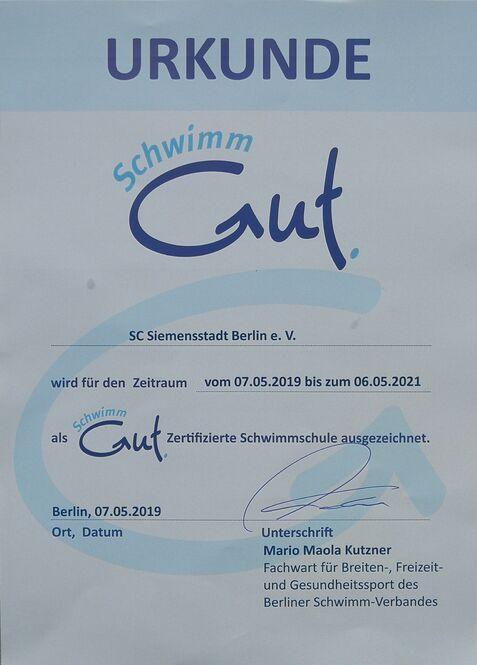 URKUNDE
Schwimm
Gut.
SC Siemensstadt Berlin e. V.
wird für den Zeitraum vom 07.05.2019 bis zum 06.05.2021
als Schwimm Gut. Zertifizierte Schwimmschule ausgezeichnet.
Berlin, 07.05.2019
Ort, Datum Unterschrift
Mario Maola Kutzner
Fachwart für Breiten-, Freizeit-
und Gesundheitssport des
Berliner Schwimm-Verbandes